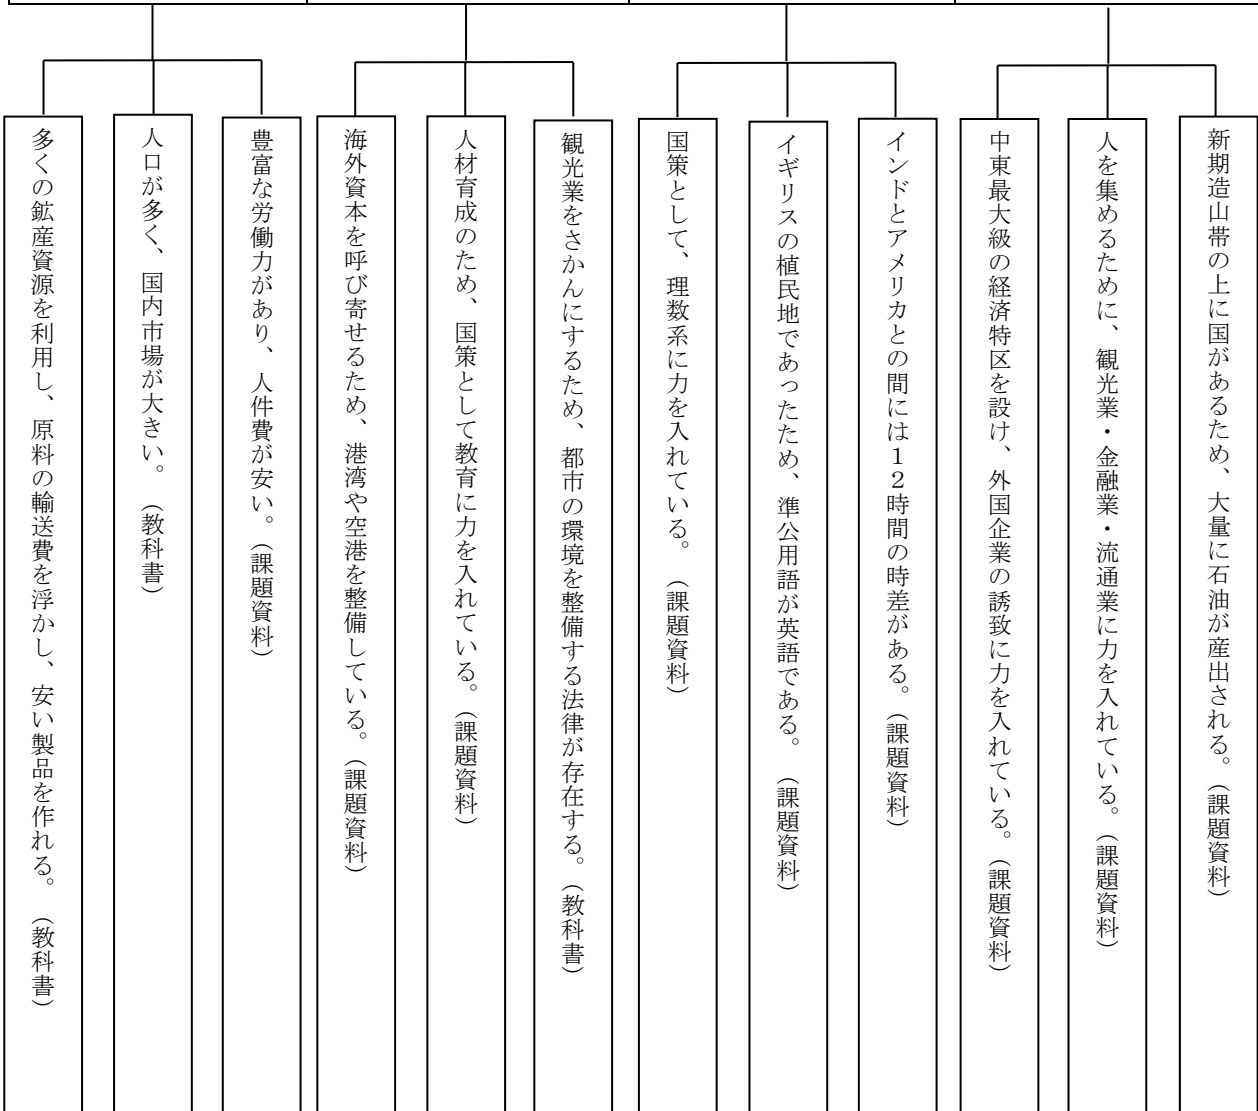 新期造山帯の上に国があるため、大量に石油が産出される。（課題資料）
人を集めるために、観光業・金融業・流通業に力を入れている。（課題資料）
中東最大級の経済特区を設け、外国企業の誘致に力を入れている。（課題資料）
インドとアメリカとの間には１２時間の時差がある。（課題資料）
イギリスの植民地であったため、準公用語が英語である。（課題資料）
国策として、理数系に力を入れている。（課題資料）
観光業をさかんにするため、都市の環境を整備する法律が存在する。（教科書）
人材育成のため、国策として教育に力を入れている。（課題資料）
海外資本を呼び寄せるため、港湾や空港を整備している。（課題資料）
豊富な労働力があり、人件費が安い。（課題資料）
人口が多く、国内市場が大きい。（教科書）
多くの鉱産資源を利用し、原料の輸送費を浮かし、安い製品を作れる。（教科書）